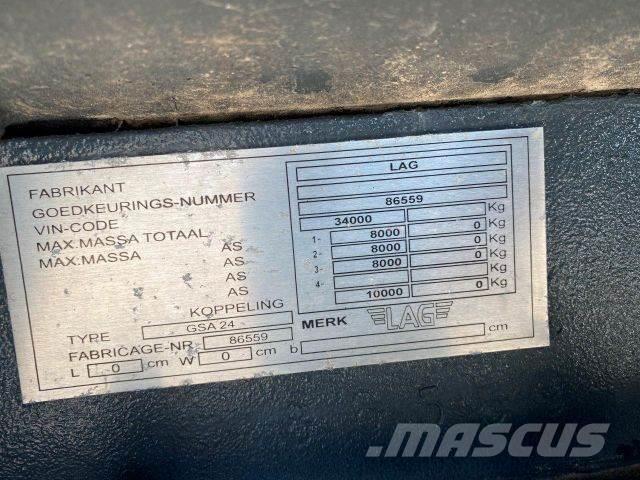 FABRIKANT LAG
GOEDKEURINGS-NUMMER
VIN-CODE 86559
MAX.MASSA TOTAAL 34000 Kg
MAX.MASSA AS 1- 8000 0 Kg
AS 2- 8000 0 Kg
AS 3- 8000 0 Kg
AS 4- Kg
KOPPELING 10000 0 Kg
TYPE GSA 24 MERK LAG
FABRICAGE-NR. 86559
L 0 cm W 0 cm b cm
MASCUS